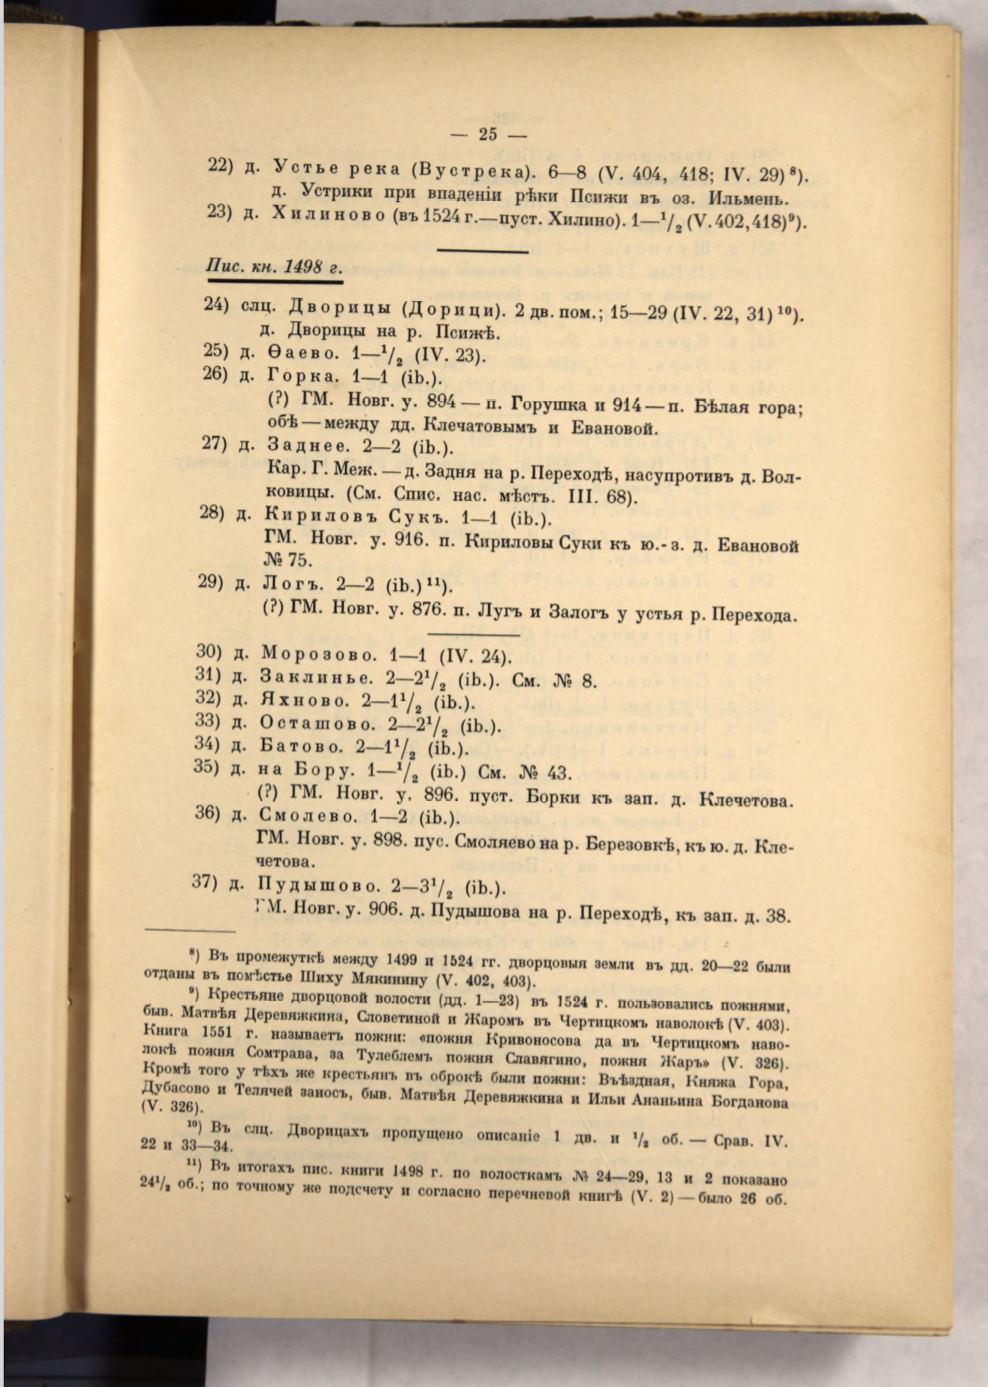 — 25 —
22) д. Устье река (Вустрека). 6—8 (V. 404, 418; IV. 29)⁸).
д. Устрики при впаденіи рѣки Псижи въ оз. Ильмень.
23) д. Хилиново (въ 1524 г.—пуст. Хилино). 1—¹/₂ (V. 402, 418)⁹).
Пис. кн. 1498 г.
24) слц. Дворицы (Дорици). 2 дв. пом.; 15—29 (IV. 22, 31)¹⁰).
д. Дворицы на р. Псижѣ.
25) д. Ѳаево. 1—¹/₂ (IV. 23).
26) д. Горка. 1—1 (ib.).
(?) ГМ. Новг. у. 894 — п. Горушка и 914 — п. Бѣлая гора;
обѣ — между дд. Клечатовымъ и Евановой.
27) д. Заднее. 2—2 (ib.).
Кар. Г. Меж. — д. Задня на р. Переходѣ, насупротивъ д. Вол-
ковицы. (См. Спис. нас. мѣстъ. III. 68).
28) д. Кириловъ Сукъ. 1—1 (ib.).
ГМ. Новг. у. 916. п. Кириловы Суки къ ю.-з. д. Евановой
№ 75.
29) д. Логъ. 2—2 (ib.)¹¹).
(?) ГМ. Новг. у. 876. п. Лугъ и Залогъ у устья р. Перехода.
30) д. Морозово. 1—1 (IV. 24).
31) д. Заклинье. 2—2¹/₂ (ib.). См. № 8.
32) д. Яхново. 2—1¹/₂ (ib.).
33) д. Осташово. 2—2¹/₂ (ib.).
34) д. Батово. 2—1¹/₂ (ib.).
35) д. на Бору. 1—¹/₂ (ib.) См. № 43.
(?) ГМ. Новг. у. 896. пуст. Борки къ зап. д. Клечетова.
36) д. Смолево. 1—2 (ib.).
ГМ. Новг. у. 898. пус. Смоляево на р. Березовкѣ, къ ю. д. Кле-
четова.
37) д. Пудышово. 2—3¹/₂ (ib.).
ГМ. Новг. у. 906. д. Пудышова на р. Переходѣ, къ зап. д. 38.
⁸) Въ промежуткѣ между 1499 и 1524 гг. дворцовыя земли въ дд. 20—22 были
отданы въ помѣстье Шиху Мякинину (V. 402, 403).
⁹) Крестьяне дворцовой волости (дд. 1—23) въ 1524 г. пользовались пожнями,
быв. Матвѣя Деревяжкина, Словетиной и Жаромъ въ Чертицкомъ наволокѣ (V. 403).
Книга 1551 г. называетъ пожни: «пожня Кривоносова да въ Чертицкомъ наво-
локѣ пожня Сомтрава, за Тулеблемъ пожня Славягино, пожня Жаръ» (V. 326).
Кромѣ того у тѣхъ же крестьянъ въ оброкѣ были пожни: Въѣздная, Княжа Гора,
Дубасово и Телячей заносъ, быв. Матвѣя Деревяжкина и Ильи Ананьина Богданова
(V. 326).
¹⁰) Въ слц. Дворицахъ пропущено описаніе 1 дв. и ¹/₂ об. — Срав. IV.
22 и 33—34.
¹¹) Въ итогахъ пис. книги 1498 г. по волосткамъ № 24—29, 13 и 2 показано
24¹/₂ об.; по точному же подсчету и согласно перечневой книгѣ (V. 2) — было 26 об.